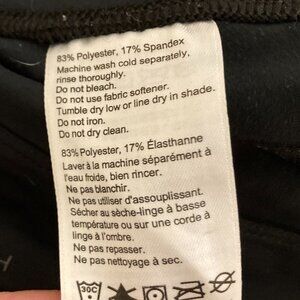 83% Polyester, 17% Spandex
Machine wash cold separately,
rinse thoroughly.
Do not bleach.
Do not use fabric softener.
Tumble dry low or line dry in shade.
Do not iron.
Do not dry clean.
83% Polyester, 17% Élasthanne
Laver à la machine séparément à
l'eau froide, bien rincer.
Ne pas blanchir.
Ne pas utiliser d'assouplissant.
Sécher au sèche-linge à basse
température ou sur une corde à
linge à l'ombre.
Ne pas repasser.
Ne pas nettoyage à sec.
30C